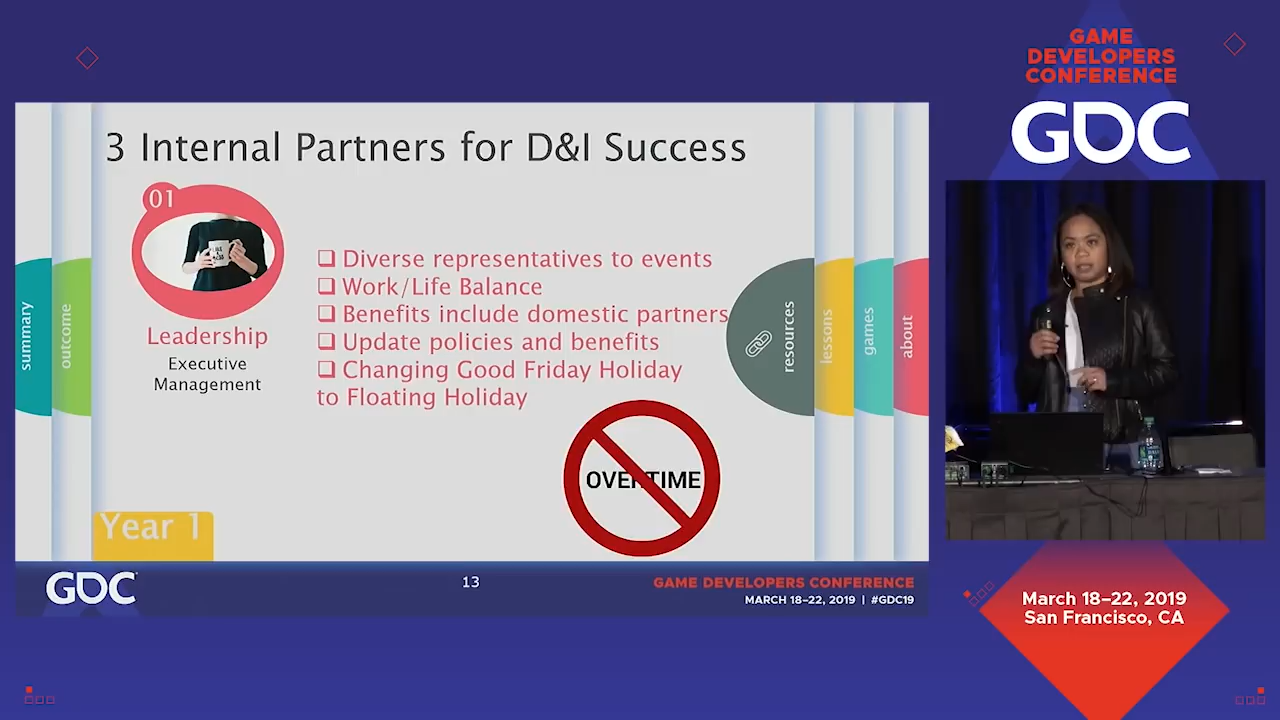 GAME
DEVELOPERS
CONFERENCE
GDC
3 Internal Partners for D&I Success
01
Leadership
Executive
Management
❑ Diverse representatives to events
❑ Work/Life Balance
❑ Benefits include domestic partners
❑ Update policies and benefits
❑ Changing Good Friday Holiday
to Floating Holiday
OVERTIME
summary
outcome
resources
lessons
games
about
Year 1
GDC
13
GAME DEVELOPERS CONFERENCE
MARCH 18–22, 2019 | #GDC19
March 18–22, 2019
San Francisco, CA